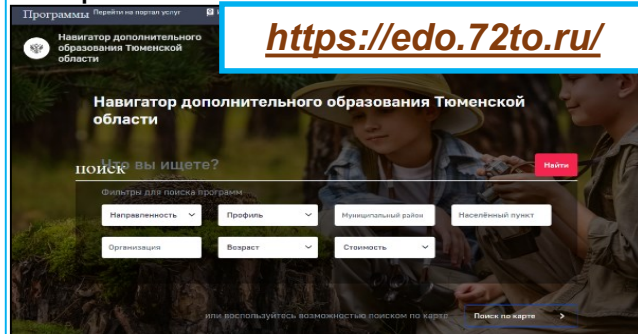 Программы Перейти на портал услуг
https://edo.72to.ru/
Навигатор дополнительного
образования Тюменской
области
Навигатор дополнительного образования Тюменской
области
поиск Что вы ищете? Найти
Фильтры для поиска программ
Направленность Профиль Муниципальный район Населённый пункт
Организация Возраст Стоимость
или воспользуйтесь возможностью поиском по карте Поиск по карте >